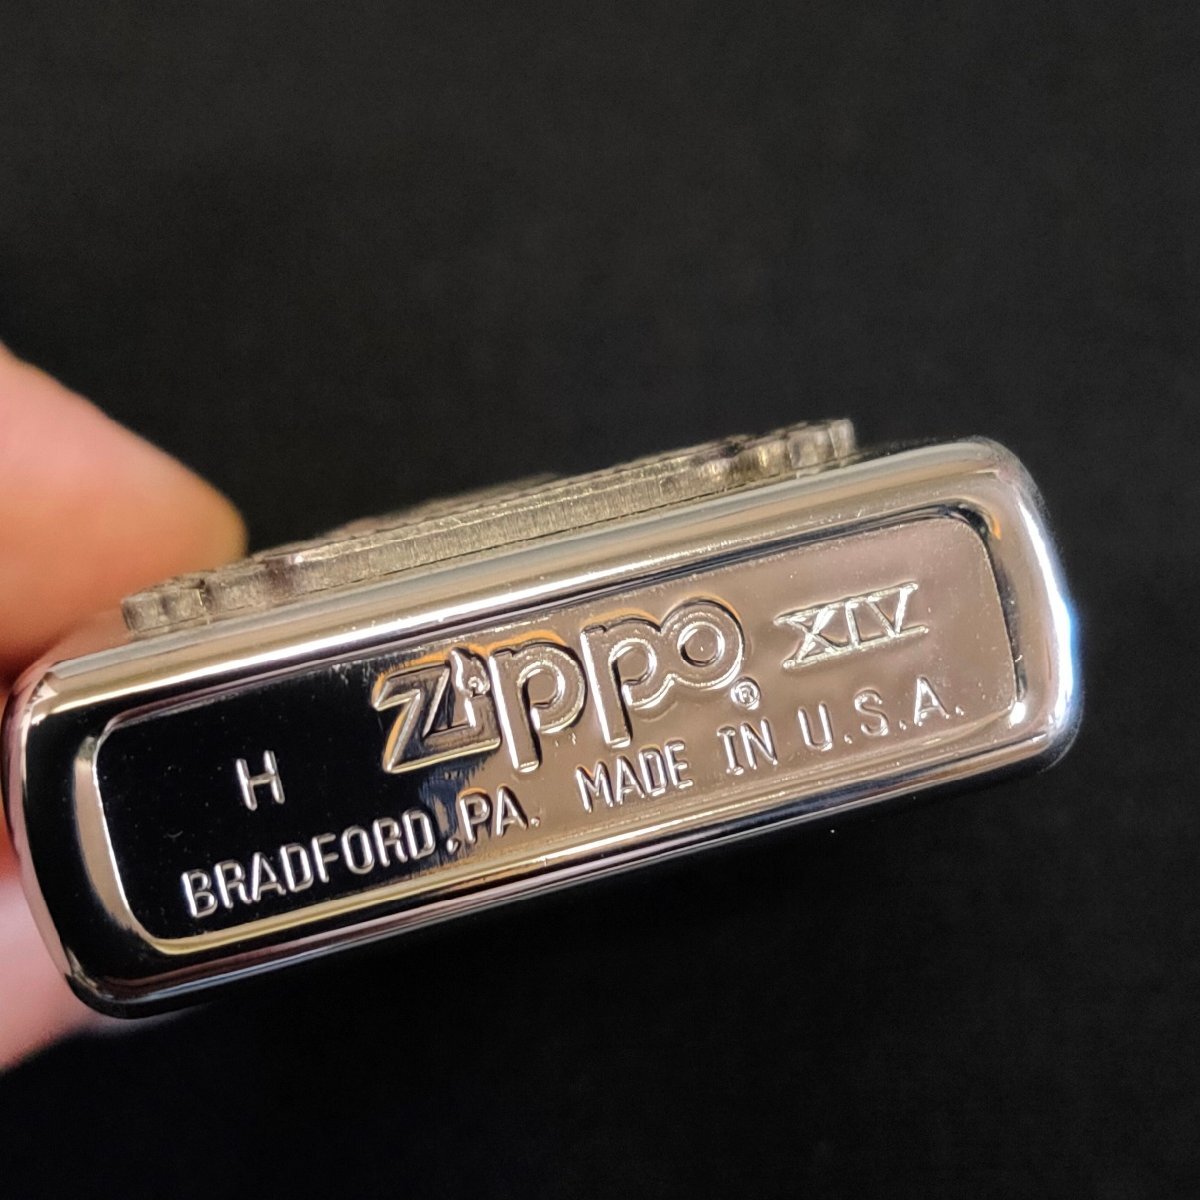 H zippo® XIV
BRADFORD,PA. MADE IN U.S.A.